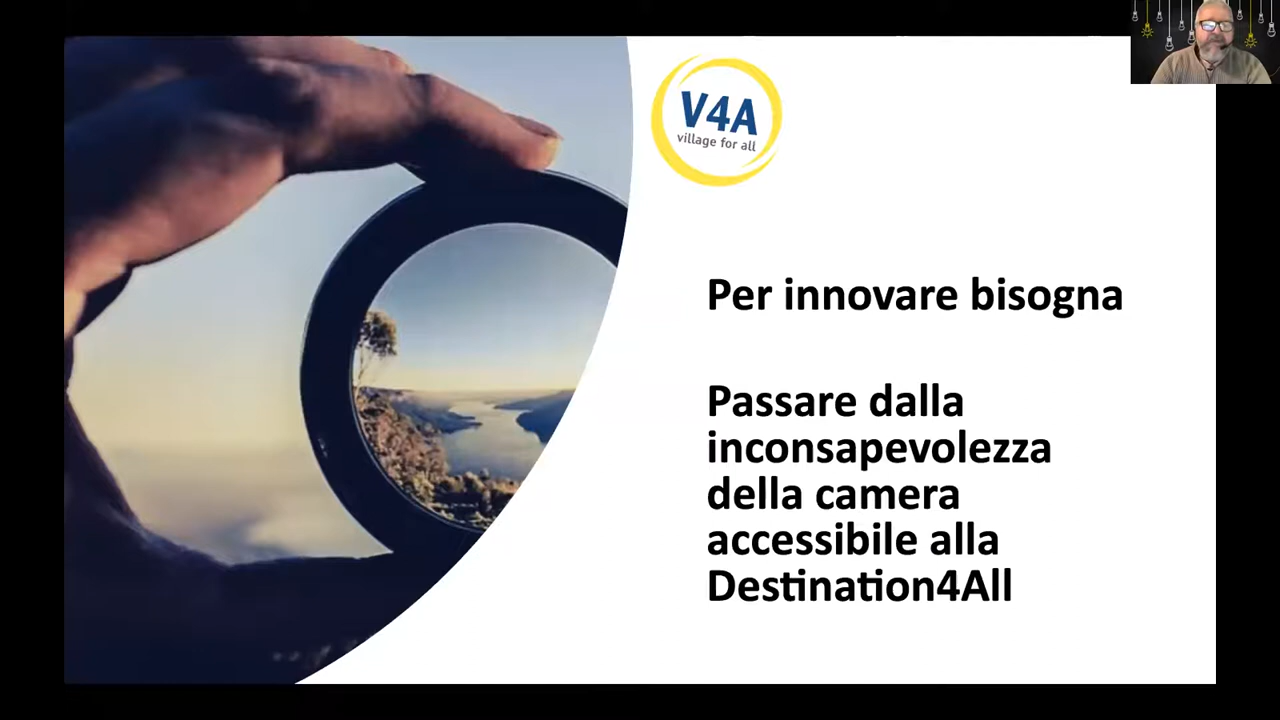 V4A
village for all
Per innovare bisogna
Passare dalla
inconsapevolezza
della camera
accessibile alla
Destination4All